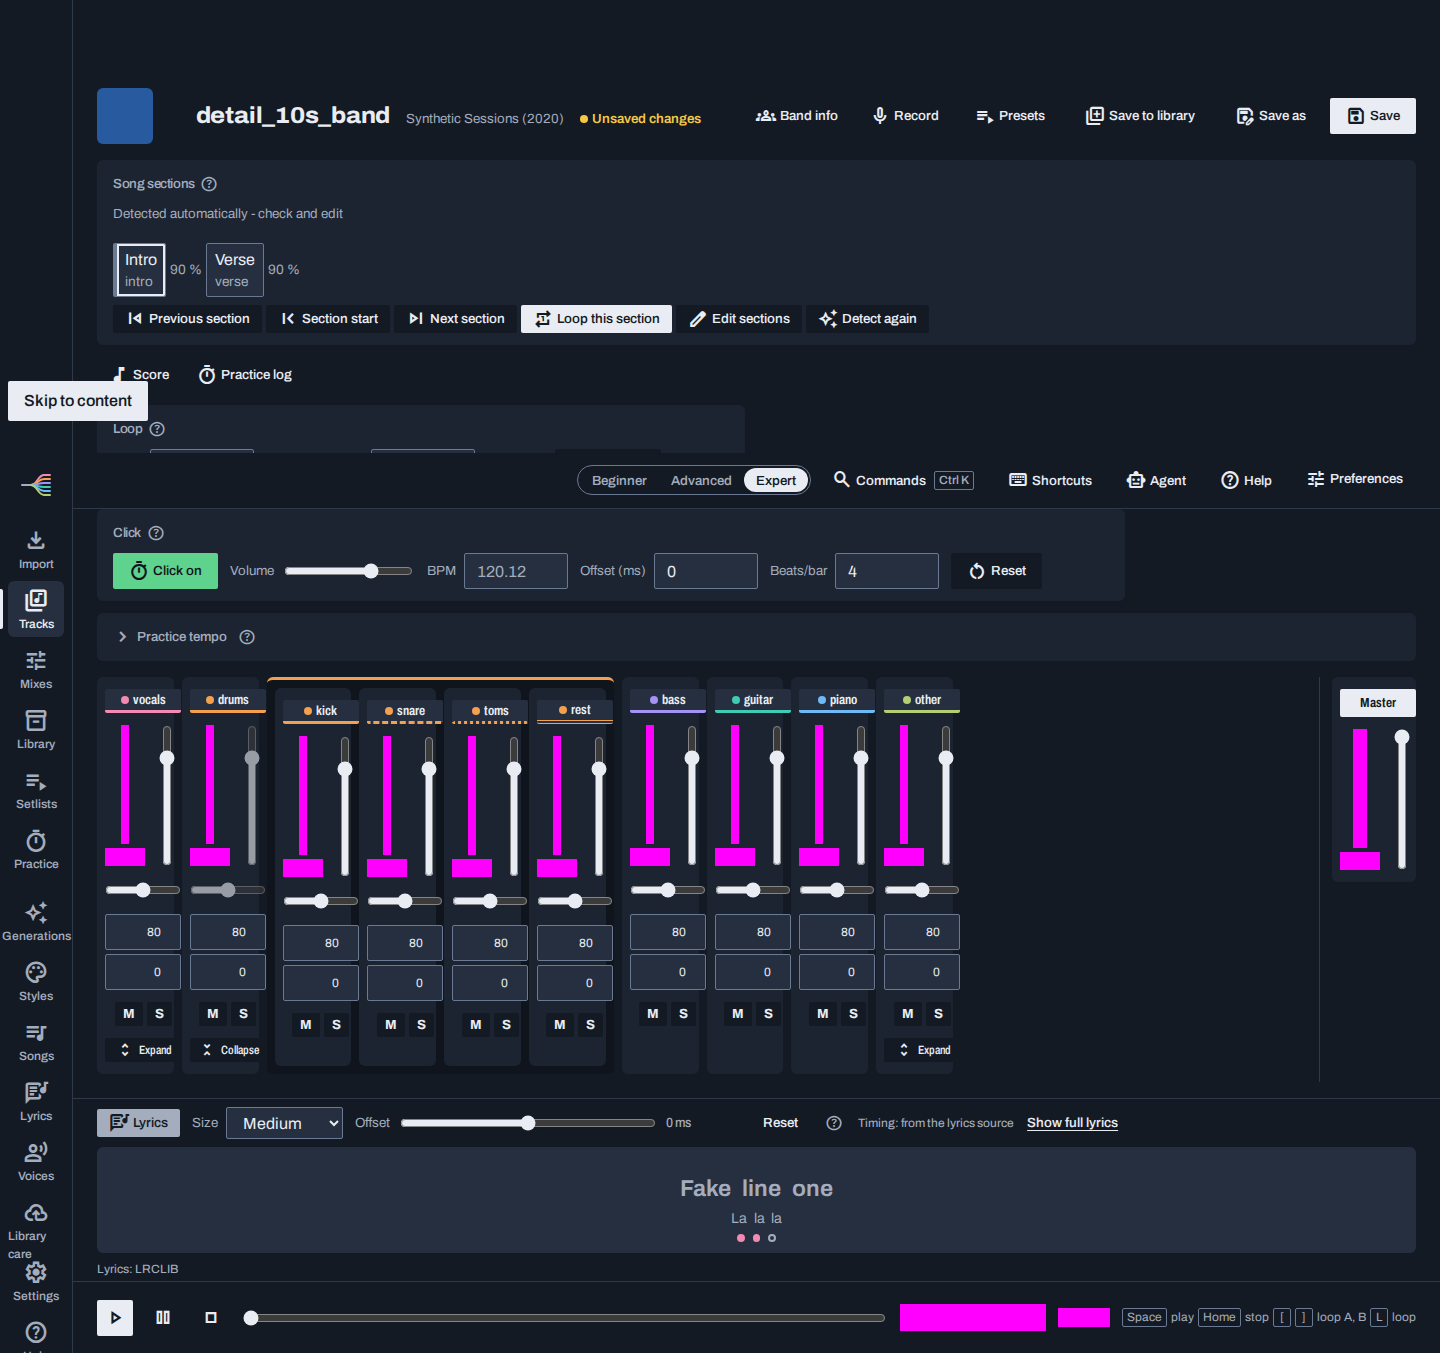 detail_10s_band Synthetic Sessions (2020) Unsaved changes Band info Record Presets Save to library Save as Save
Song sections
Detected automatically - check and edit
Intro
intro
90 %
Verse
verse
90 %
Previous section Section start Next section Loop this section Edit sections Detect again
Score Practice log
Skip to content
Loop
Beginner Advanced Expert Commands Ctrl K Shortcuts Agent Help Preferences
Click
Click on Volume BPM 120.12 Offset (ms) 0 Beats/bar 4 Reset
Practice tempo
Import
Tracks
Mixes
Library
Setlists
Practice
Generations
Styles
Songs
Lyrics
Voices
Library
care
Settings
vocals drums kick snare toms rest bass guitar piano other Master
80 80 80 80 80 80 80 80 80 80
0 0 0 0 0 0 0 0 0 0
M S M S M S M S M S M S M S M S M S M S
Expand Collapse Expand
Lyrics Size Medium Offset 0 ms Reset Timing: from the lyrics source Show full lyrics
Fake line one
La la la
Lyrics: LRCLIB
Space play Home stop [ ] loop A, B L loop